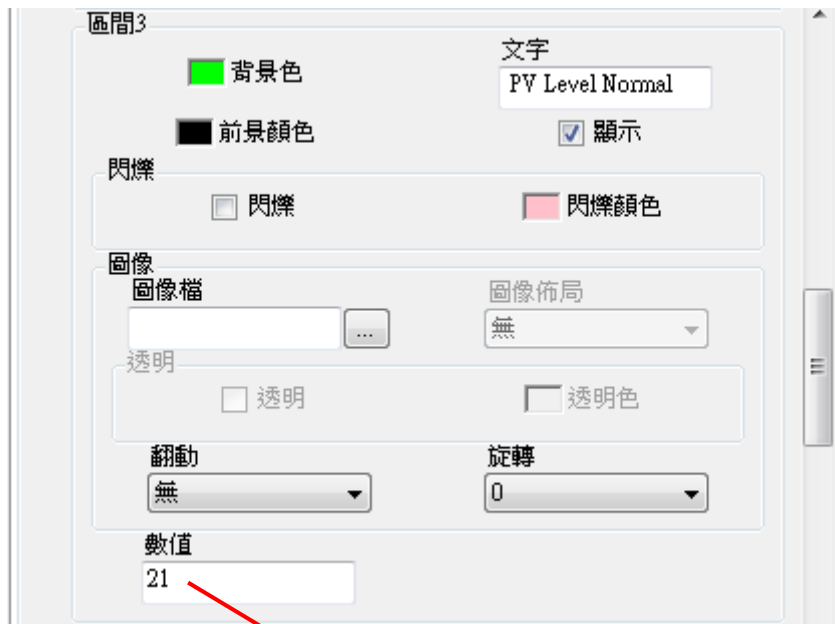 區間3
背景色
文字
PV Level Normal
前景顏色
顯示
閃爍
閃爍
閃爍顏色
圖像
圖像檔
圖像佈局
...
無
透明
透明
透明色
翻動
旋轉
無
0
數值
21